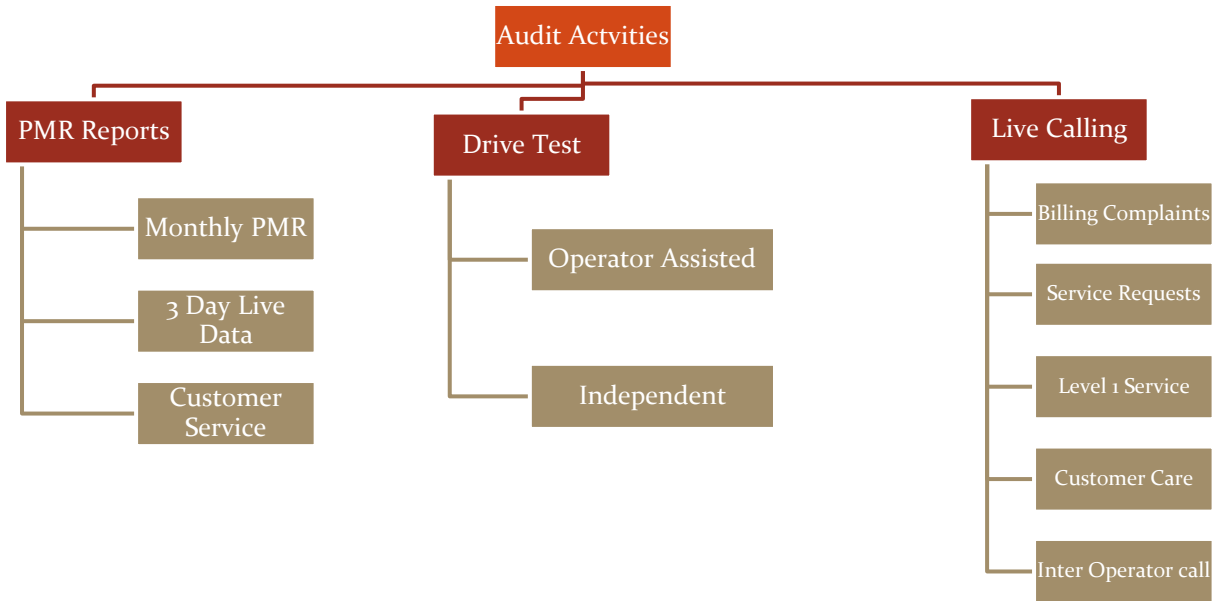 Audit Actvities
PMR Reports
Monthly PMR
3 Day Live
Data
Customer
Service
Drive Test
Operator Assisted
Independent
Live Calling
Billing Complaints
Service Requests
Level 1 Service
Customer Care
Inter Operator call